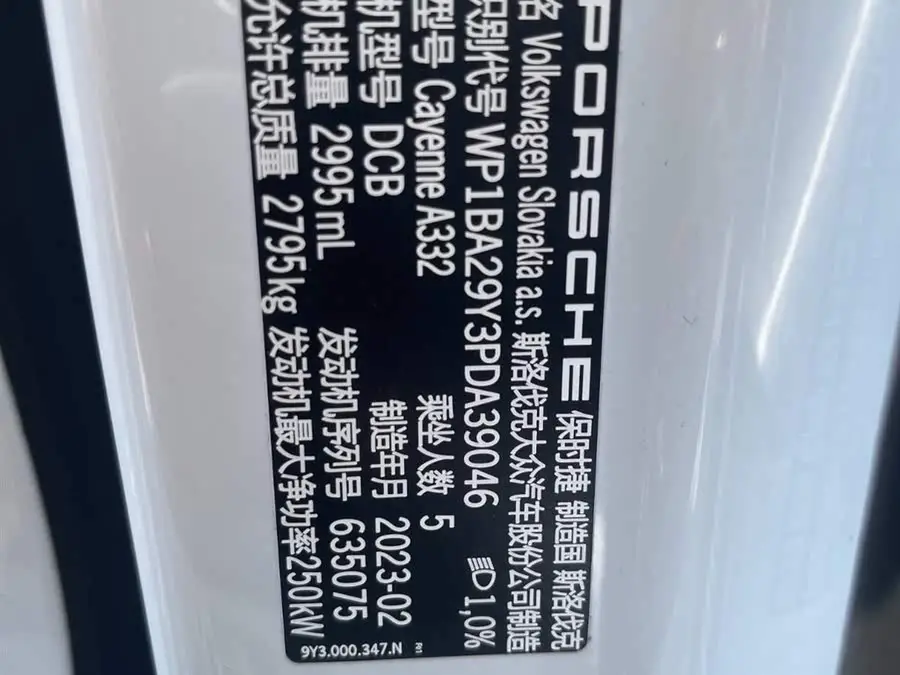 PORSCHE 保时捷 制造国 斯洛伐克
名 Volkswagen Slovakia a.s. 斯洛伐克大众汽车股份公司制造
识别代号 WP1BA29Y3PDA39046 1,0%
型号 Cayenne A332 乘坐人数 5
机型号 DCB 制造年月 2023-02
机排量 2995mL 发动机序列号 635075
允许总质量 2795kg 发动机最大净功率250kW
9Y3.000.347.N